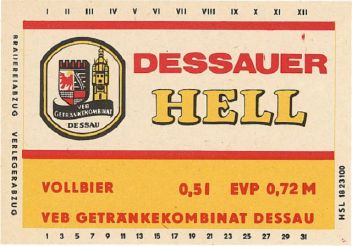 I II III IV V VI VII VIII IX X XI XII
BRAUEREIABZUG VERLEGERABZUG
VEB
GETRÄNKEKOMBINAT
DESSAU
DESSAUER
HELL
VOLLBIER 0,5 l EVP 0,72 M
VEB GETRÄNKEKOMBINAT DESSAU
HSL 1823100
1 3 5 7 9 11 13 15 17 19 21 23 25 27 29 31